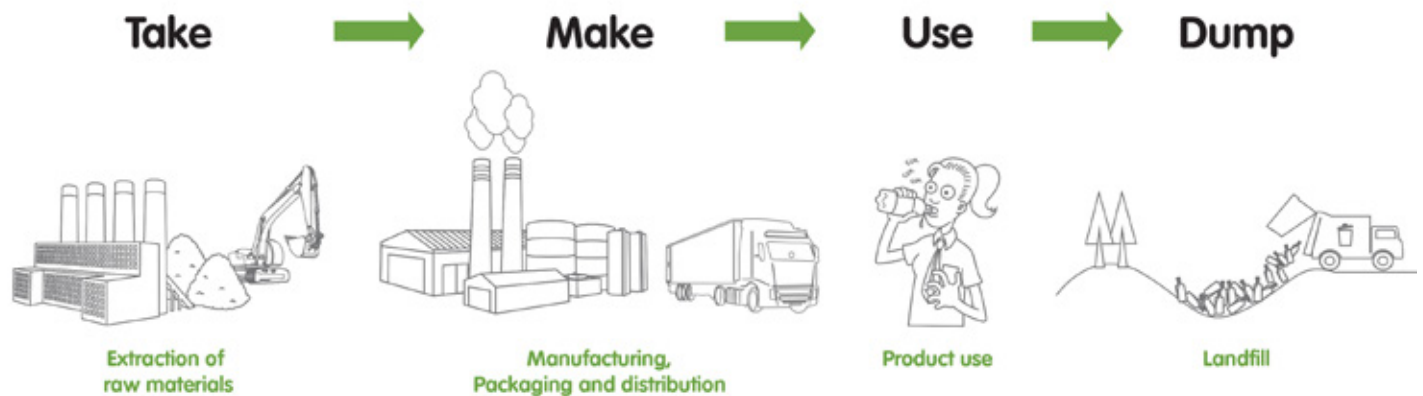 Take
Make
Use
Dump
Extraction of
raw materials
Manufacturing,
Packaging and distribution
Product use
Landfill